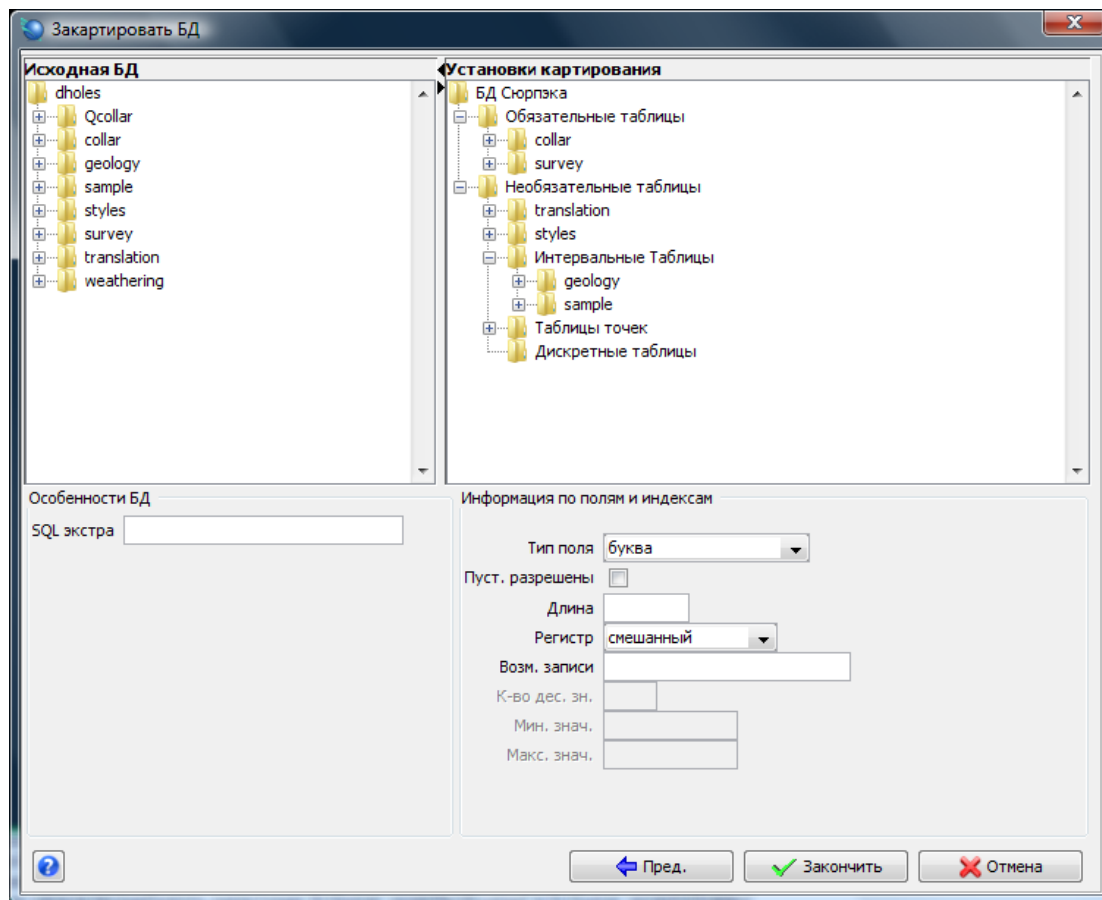 Закартировать БД
Исходная БД
dholes
Qcollar
collar
geology
sample
styles
survey
translation
weathering
Установки картирования
БД Сюрпэка
Обязательные таблицы
collar
survey
Необязательные таблицы
translation
styles
Интервальные Таблицы
geology
sample
Таблицы точек
Дискретные таблицы
Особенности БД
SQL экстра
Информация по полям и индексам
Тип поля буква
Пуст. разрешены
Длина
Регистр смешанный
Возм. записи
К-во дес. зн.
Мин. знач.
Макс. знач.
Пред. Закончить Отмена